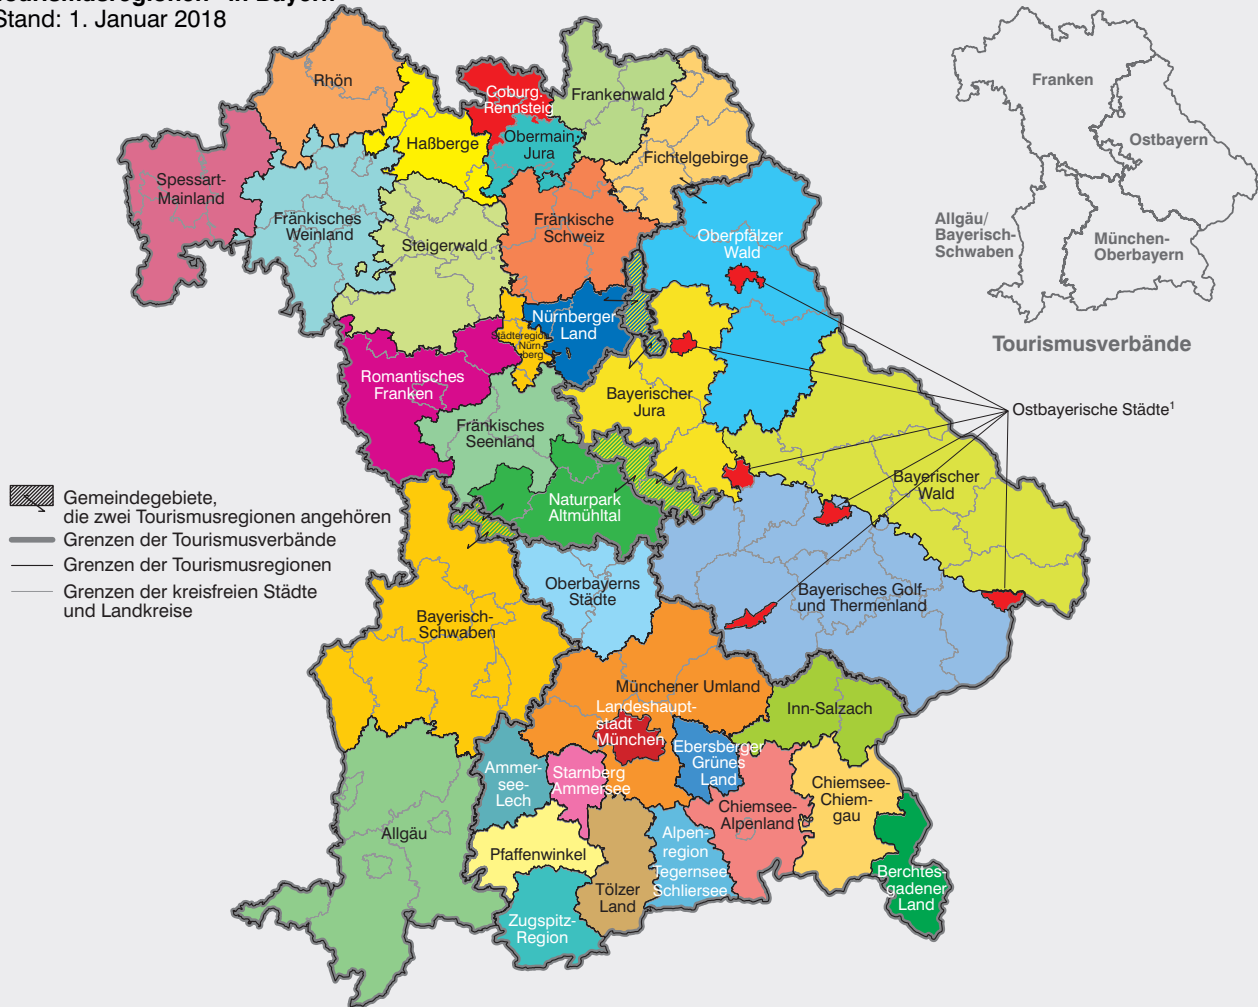 Stand: 1. Januar 2018
Rhön
Coburg.
Rennsteig
Frankenwald
Obermain.
Jura
Haßberge
Fichtelgebirge
Spessart-
Mainland
Fränkisches
Weinland
Steigerwald
Fränkische
Schweiz
Oberpfälzer
Wald
Nürnberger
Land
Städteregion
Nürn-
berg
Romantisches
Franken
Bayerischer
Jura
Fränkisches
Seenland
Naturpark
Altmühltal
Bayerischer
Wald
Ostbayerische Städte¹
Oberbayerns
Städte
Bayerisches Golf-
und Thermenland
Bayerisch-
Schwaben
Münchener Umland
Landeshaupt-
stadt
München
Inn-Salzach
Ebersberger
Grünes
Land
Ammer-
see-
Lech
Starnberg
Ammersee
Chiemsee-
Alpenland
Chiemsee-
Chiem-
gau
Allgäu
Pfaffenwinkel
Alpen-
region
Tegernsee
Schliersee
Tölzer
Land
Zugspitz-
Region
Berchtes-
gadener
Land
Gemeindegebiete,
die zwei Tourismusregionen angehören
Grenzen der Tourismusverbände
Grenzen der Tourismusregionen
Grenzen der kreisfreien Städte
und Landkreise
Franken
Ostbayern
Allgäu/
Bayerisch-
Schwaben
München-
Oberbayern
Tourismusverbände